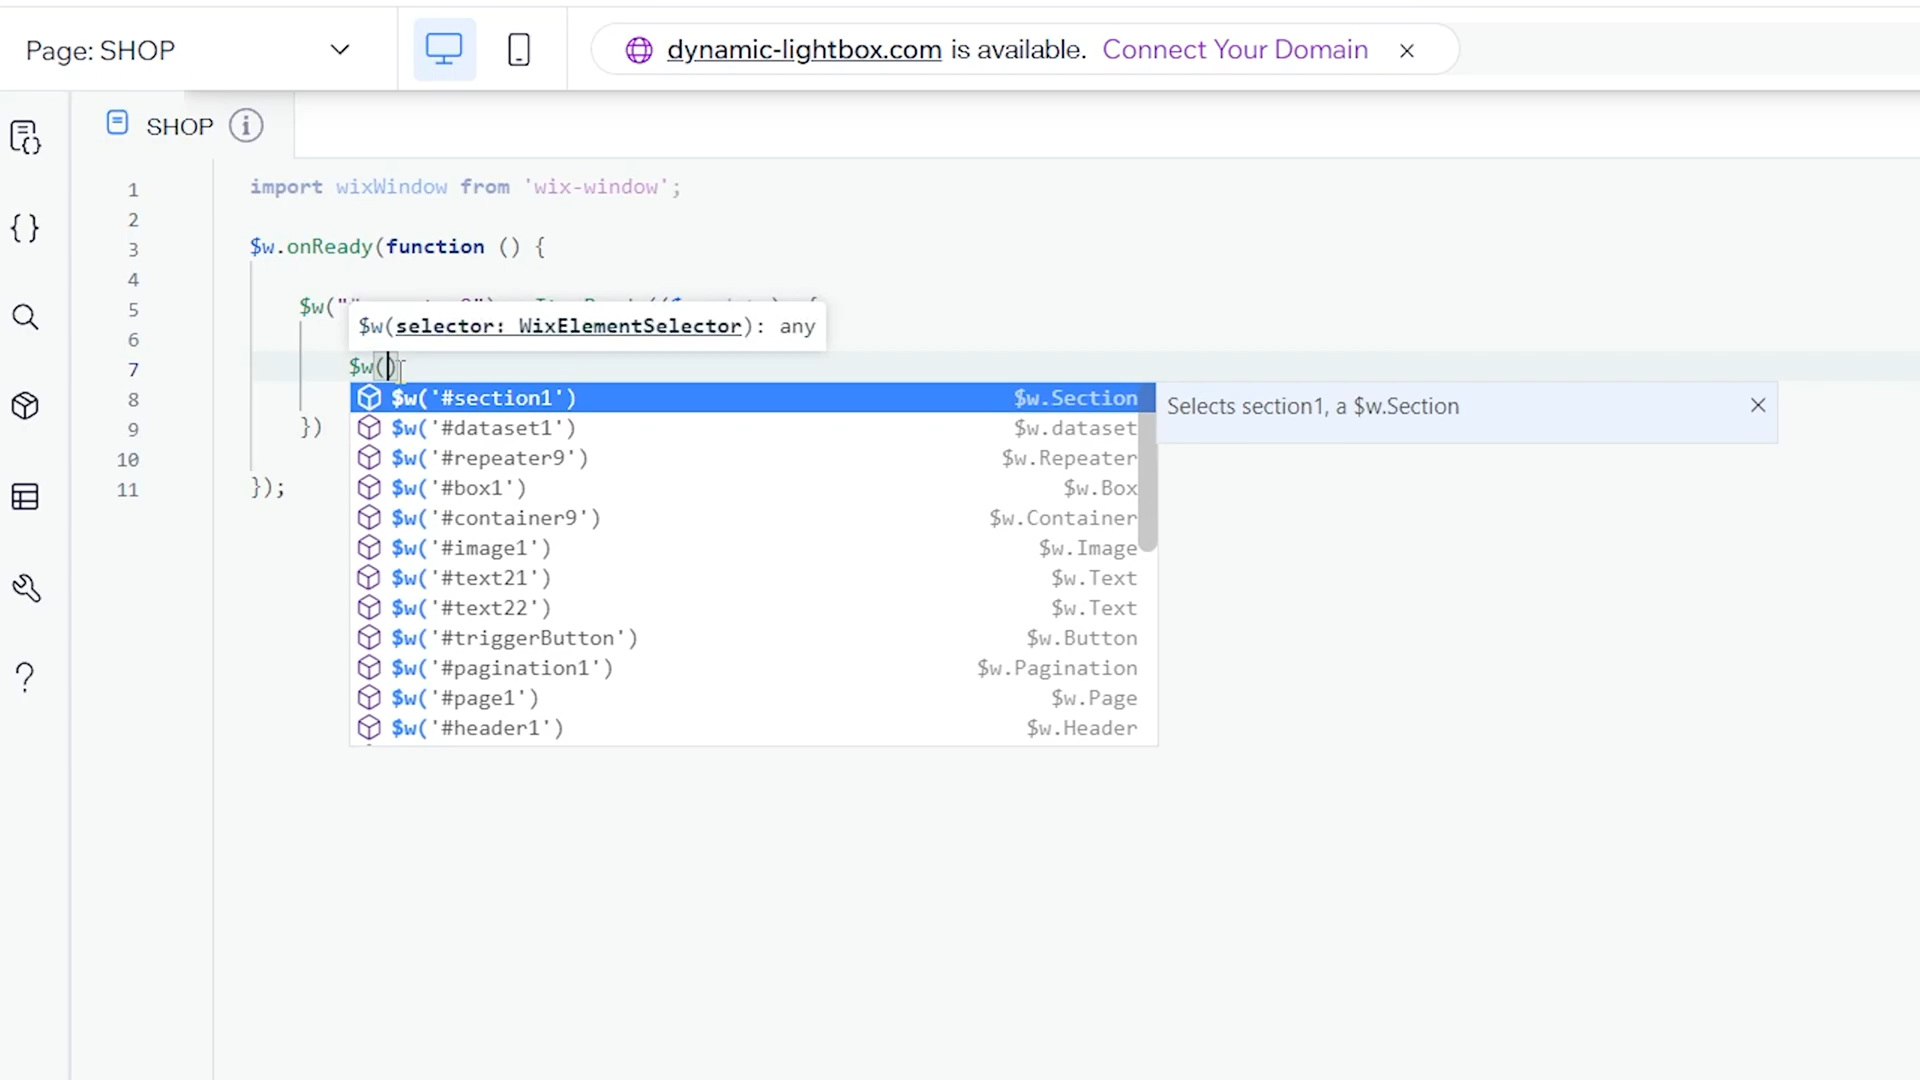 Page: SHOP
dynamic-lightbox.com is available. Connect Your Domain
SHOP
1 import wixWindow from 'wix-window';
2
3 $w.onReady(function () {
4
5 $w("
6
$w(selector: WixElementSelector): any
7 $w()
8
9 })
10
11 });
$w('#section1') $w.Section
Selects section1, a $w.Section
$w('#dataset1') $w.dataset
$w('#repeater9') $w.Repeater
$w('#box1') $w.Box
$w('#container9') $w.Container
$w('#image1') $w.Image
$w('#text21') $w.Text
$w('#text22') $w.Text
$w('#triggerButton') $w.Button
$w('#pagination1') $w.Pagination
$w('#page1') $w.Page
$w('#header1') $w.Header